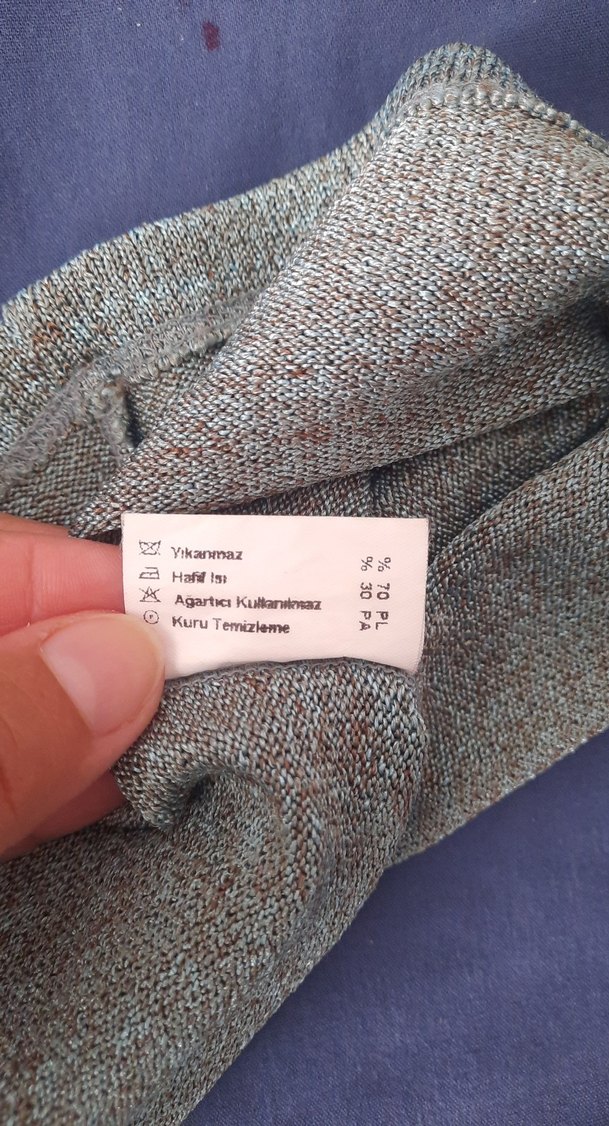 Yıkanmaz
Hafif Isı
Ağartıcı Kullanılmaz
Kuru Temizleme
% 70 PL
% 30 PA